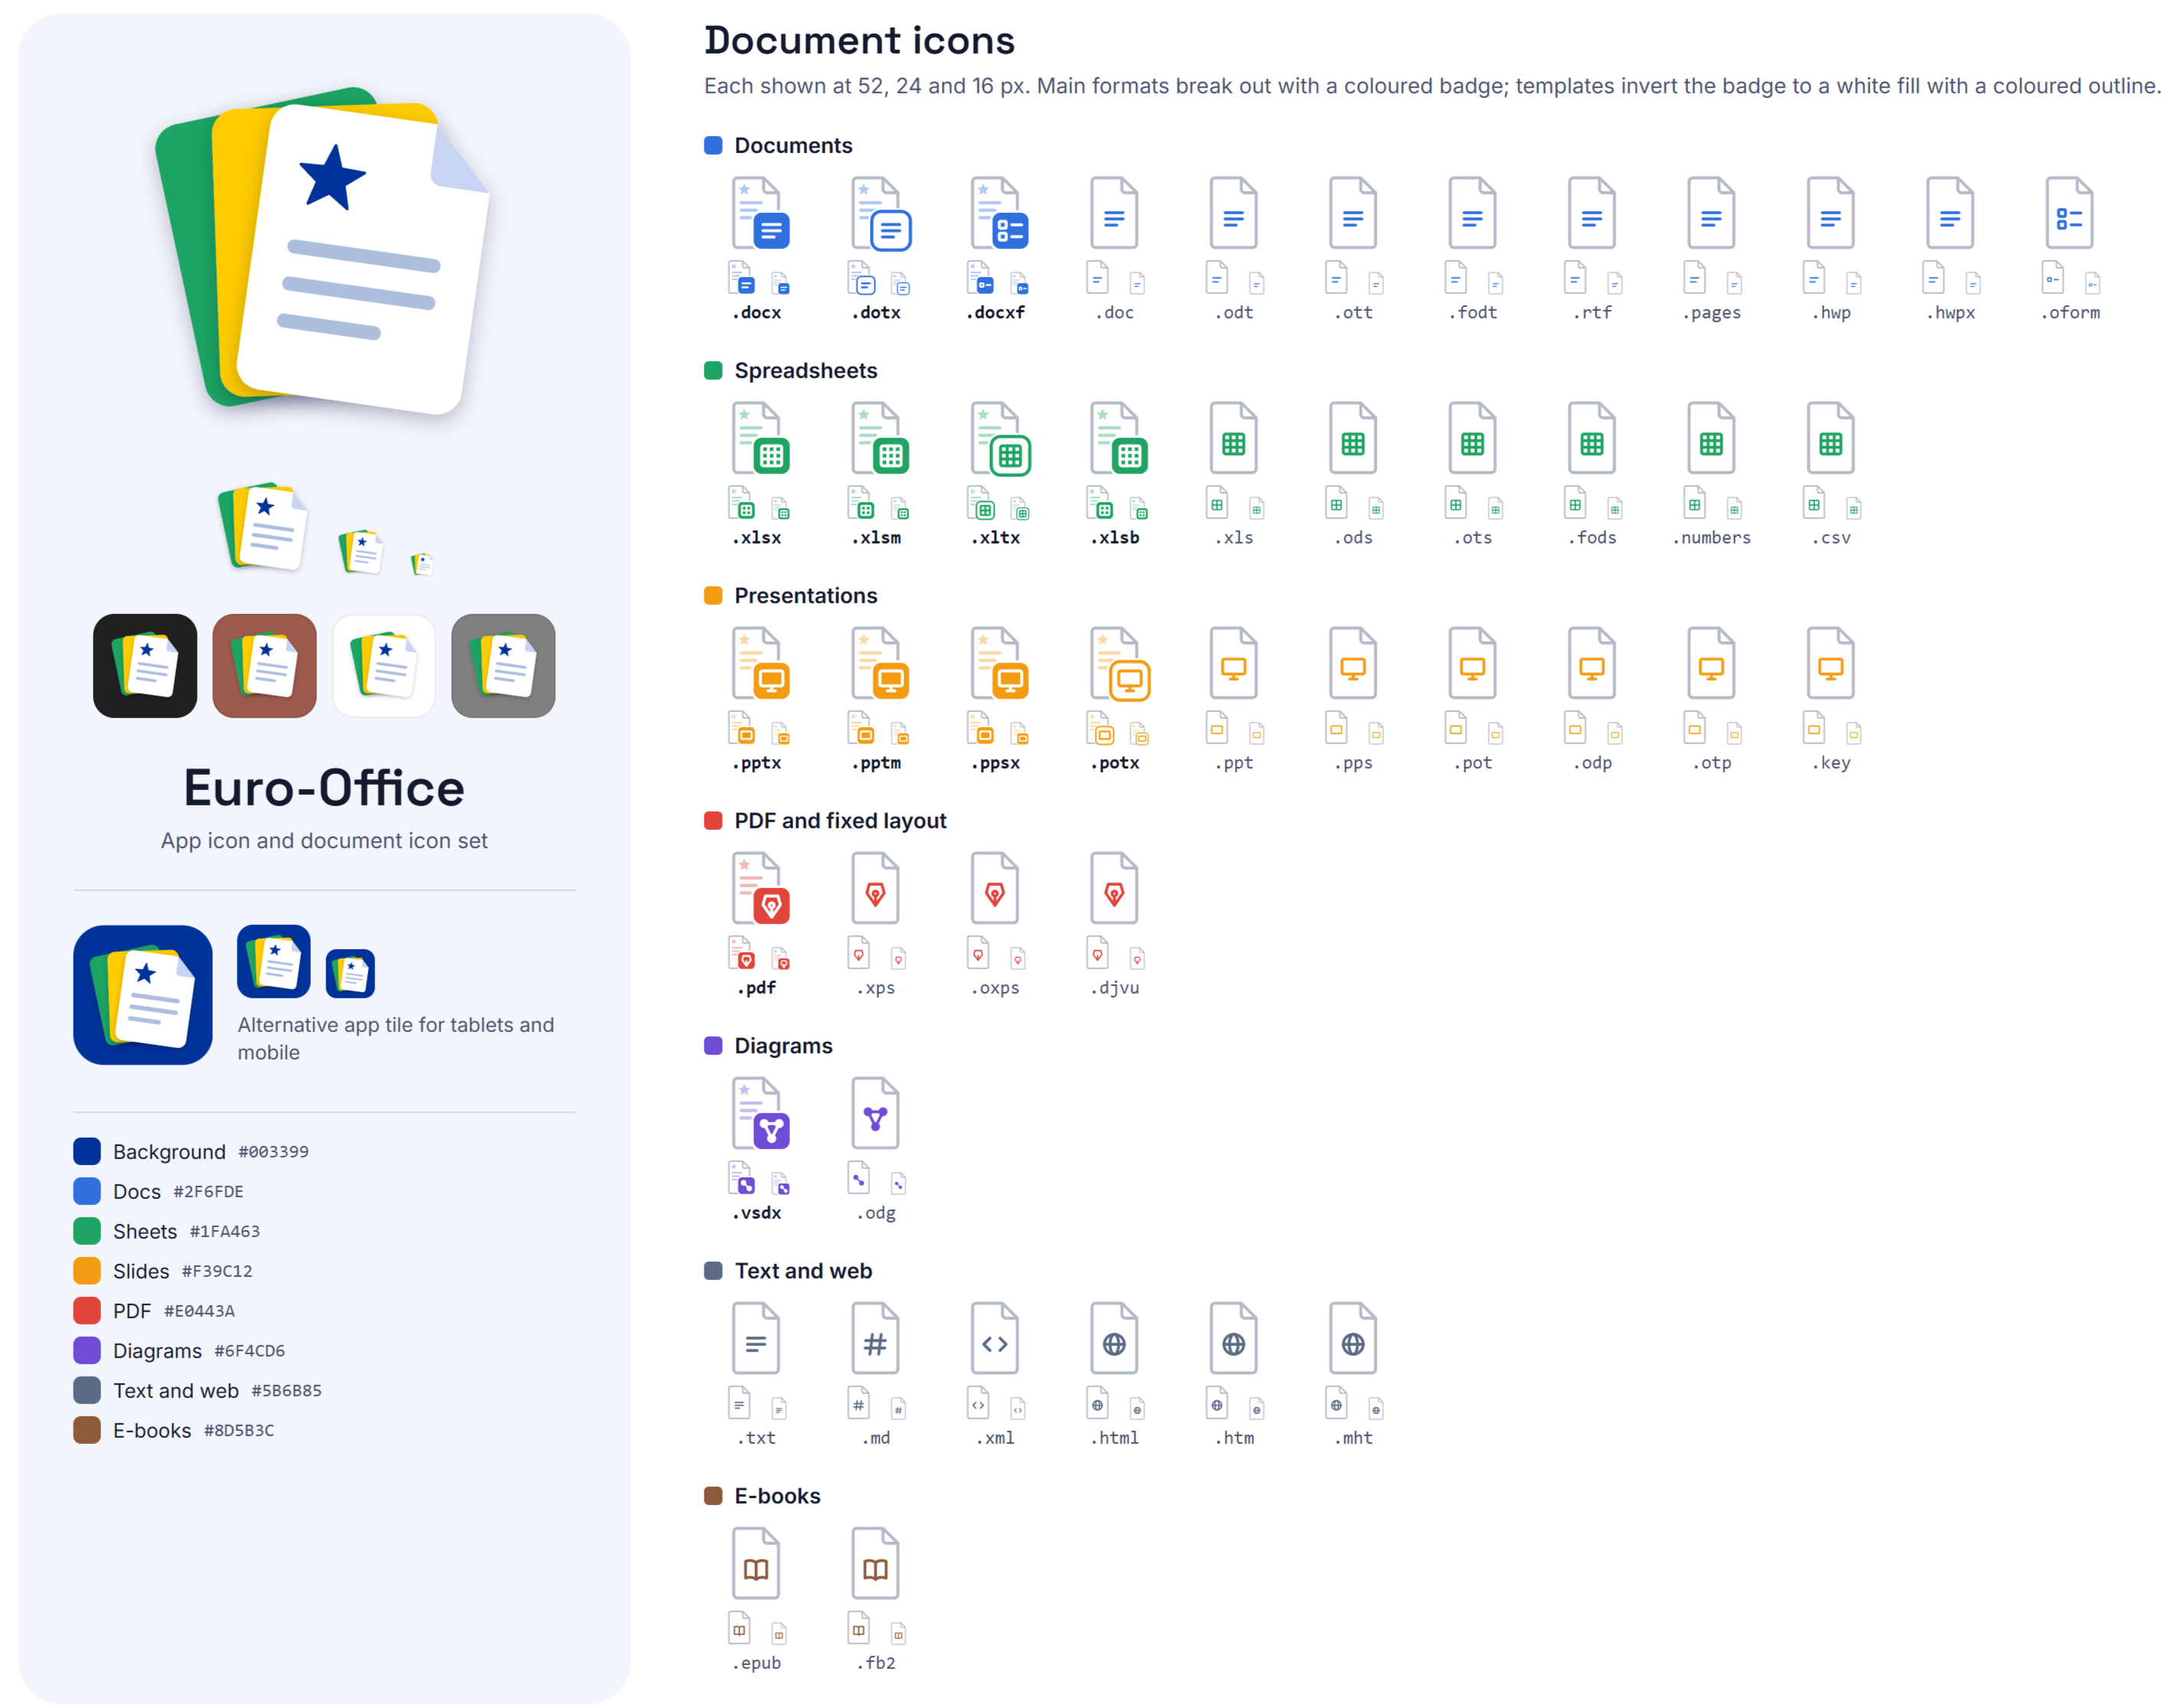 Euro-Office
App icon and document icon set
Alternative app tile for tablets and
mobile
Background #003399
Docs #2F6FDE
Sheets #1FA463
Slides #F39C12
PDF #E0443A
Diagrams #6F4CD6
Text and web #5B6B85
E-books #8D5B3C
Document icons
Each shown at 52, 24 and 16 px. Main formats break out with a coloured badge; templates invert the badge to a white fill with a coloured outline.
Documents
.docx .dotx .docxf .doc .odt .ott .fodt .rtf .pages .hwp .hwpx .oform
Spreadsheets
.xlsx .xlsm .xltx .xlsb .xls .ods .ots .fods .numbers .csv
Presentations
.pptx .pptm .ppsx .potx .ppt .pps .pot .odp .otp .key
PDF and fixed layout
.pdf .xps .oxps .djvu
Diagrams
.vsdx .odg
Text and web
.txt .md .xml .html .htm .mht
E-books
.epub .fb2